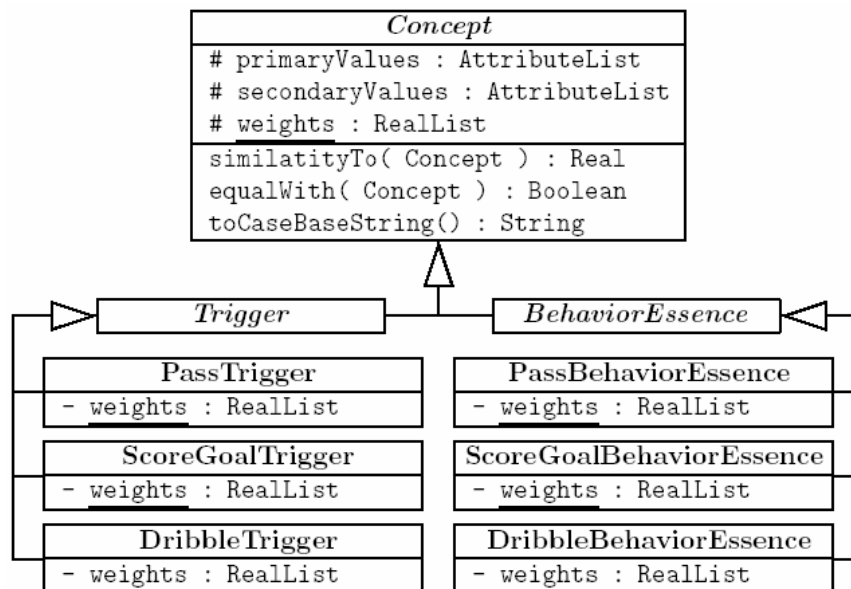 Concept
# primaryValues : AttributeList
# secondaryValues : AttributeList
# weights : RealList
similatityTo( Concept ) : Real
equalWith( Concept ) : Boolean
toCaseBaseString() : String
Trigger
BehaviorEssence
PassTrigger
- weights : RealList
PassBehaviorEssence
- weights : RealList
ScoreGoalTrigger
- weights : RealList
ScoreGoalBehaviorEssence
- weights : RealList
DribbleTrigger
- weights : RealList
DribbleBehaviorEssence
- weights : RealList